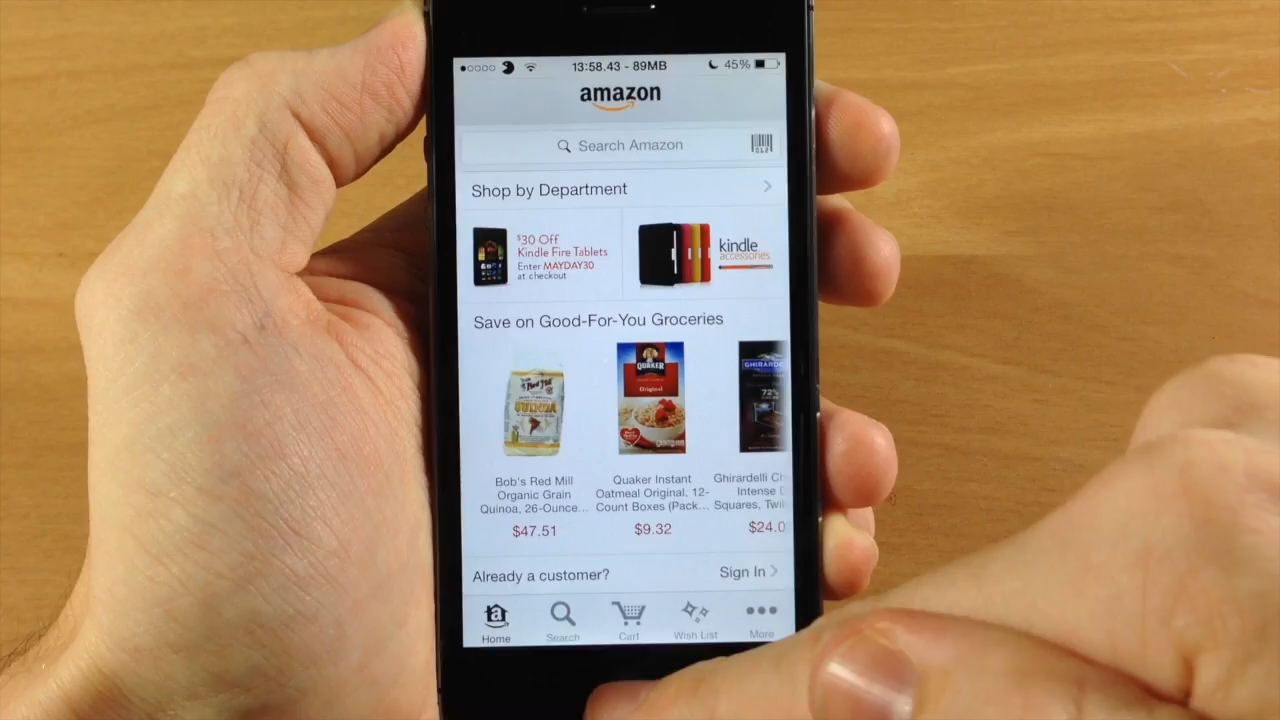 13:58.43 - 89MB
45%
amazon
Search Amazon
Shop by Department
$30 Off
Kindle Fire Tablets
Enter MAYDAY30
at checkout
kindle
accessories
Save on Good-For-You Groceries
QUINOA
QUAKER
Original
GHIRARDE
72%
Bob's Red Mill
Organic Grain
Quinoa, 26-Ounce...
$47.51
Quaker Instant
Oatmeal Original, 12-
Count Boxes (Pack...
$9.32
Ghirardelli Ch
Intense D
Squares, Twi
$24.0
Already a customer?
Sign In
Home
Search
Cart
Wish List
More